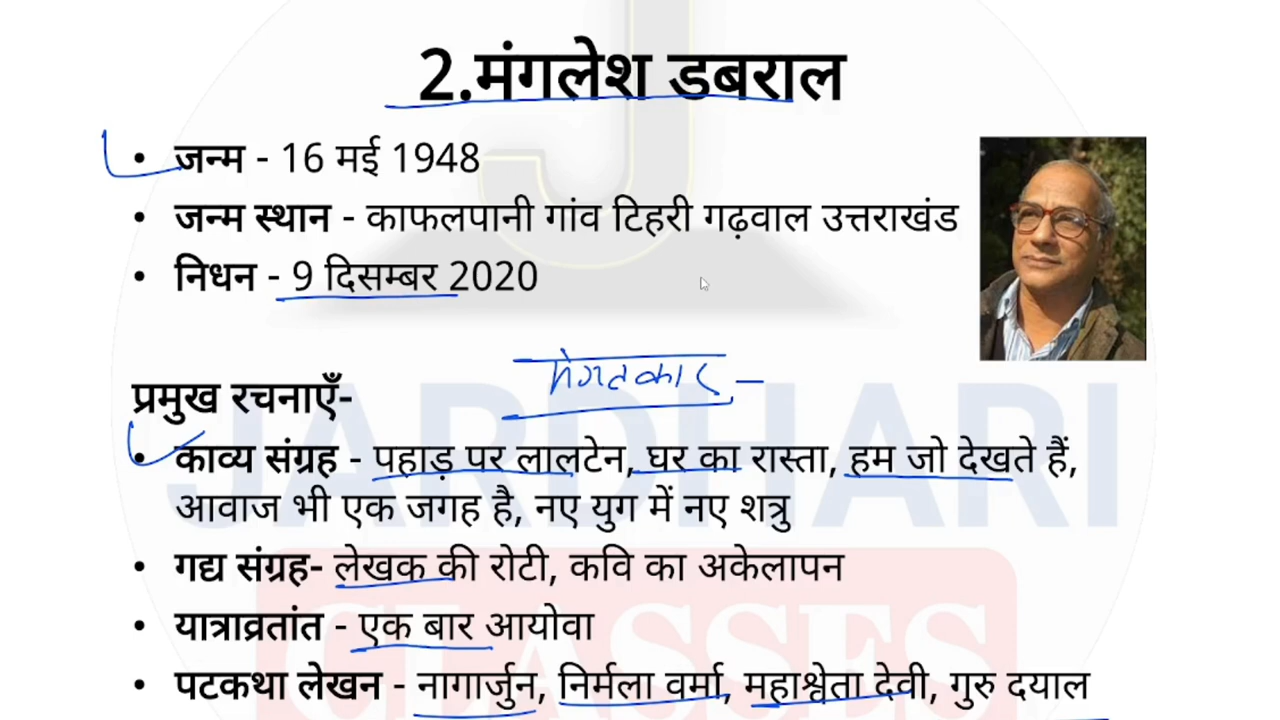 2.मंगलेश डबराल
• जन्म - 16 मई 1948
• जन्म स्थान - काफलपानी गांव टिहरी गढ़वाल उत्तराखंड
• निधन - 9 दिसम्बर 2020
प्रमुख रचनाएँ-
• काव्य संग्रह - पहाड़ पर लालटेन, घर का रास्ता, हम जो देखते हैं,
आवाज भी एक जगह है, नए युग में नए शत्रु
• गद्य संग्रह- लेखक की रोटी, कवि का अकेलापन
• यात्राव्रतांत - एक बार आयोवा
• पटकथा लेखन - नागार्जुन, निर्मला वर्मा, महाश्वेता देवी, गुरु दयाल
JARDHARI
CLASSES